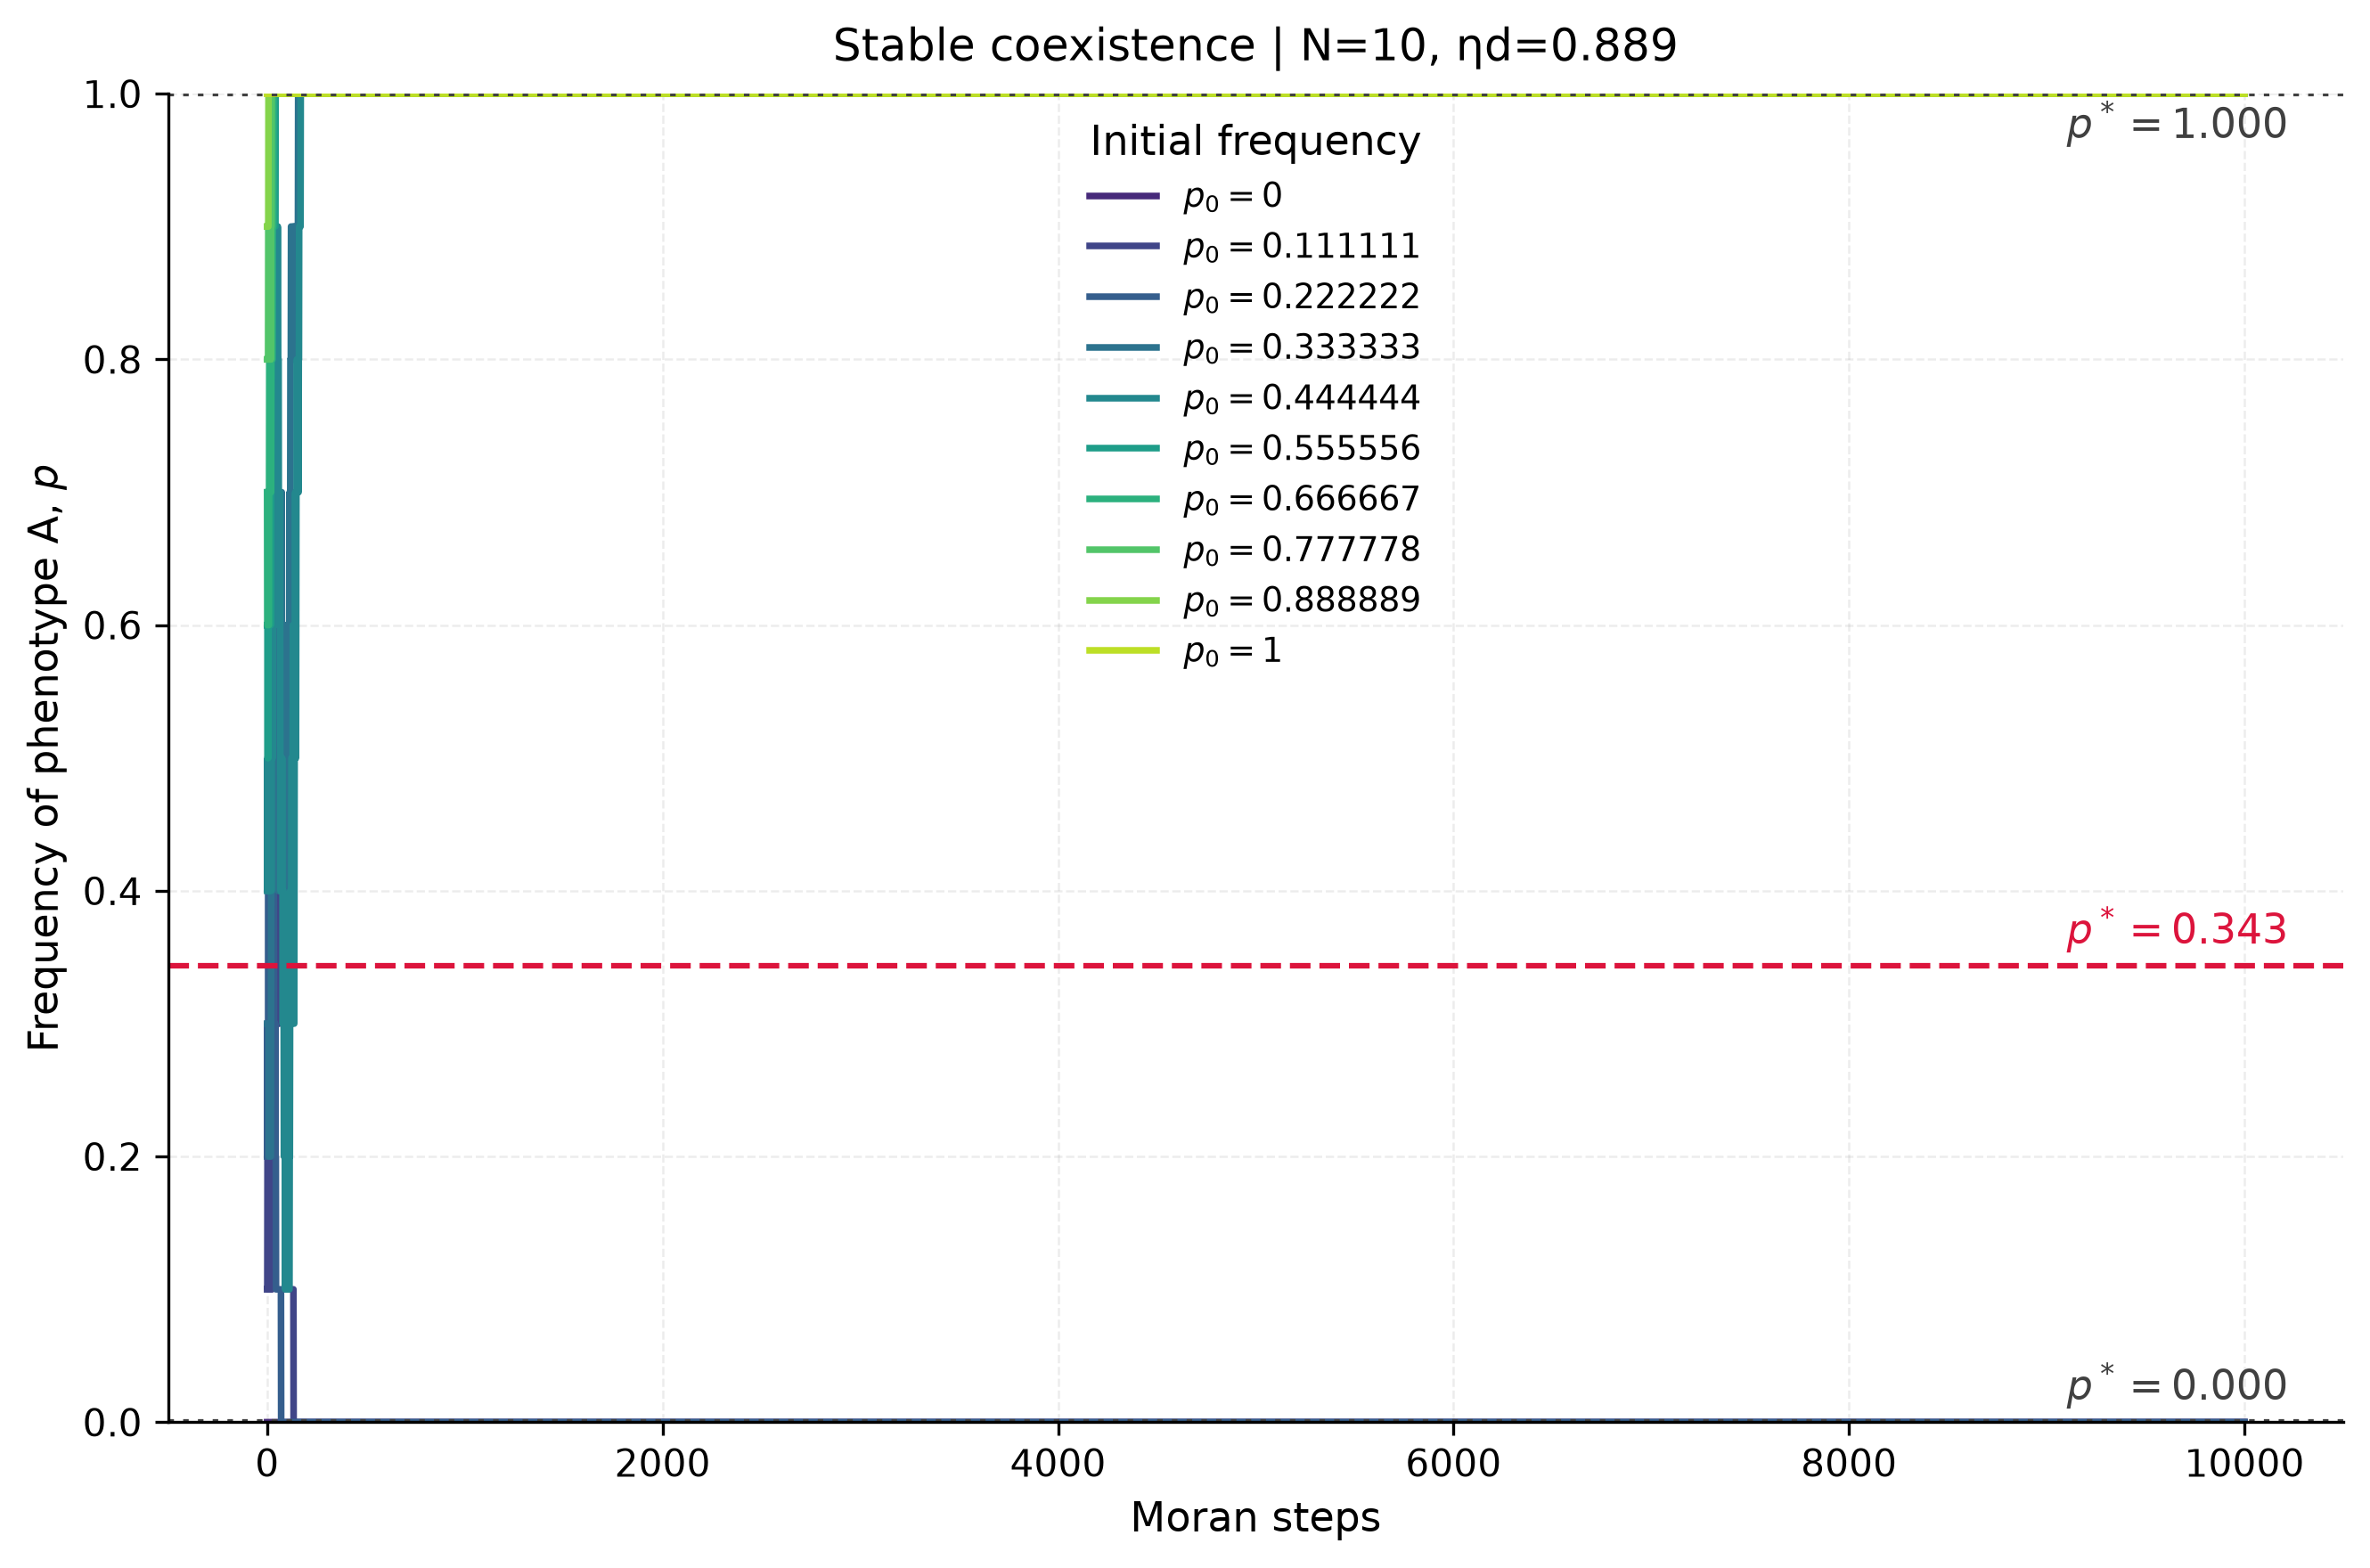 Stable coexistence | N=10, ηd=0.889
1.0
0.8
0.6
0.4
0.2
0.0
Frequency of phenotype A, p
Initial frequency
p₀ = 0
p₀ = 0.111111
p₀ = 0.222222
p₀ = 0.333333
p₀ = 0.444444
p₀ = 0.555556
p₀ = 0.666667
p₀ = 0.777778
p₀ = 0.888889
p₀ = 1
p* = 1.000
p* = 0.343
p* = 0.000
0 2000 4000 6000 8000 10000
Moran steps